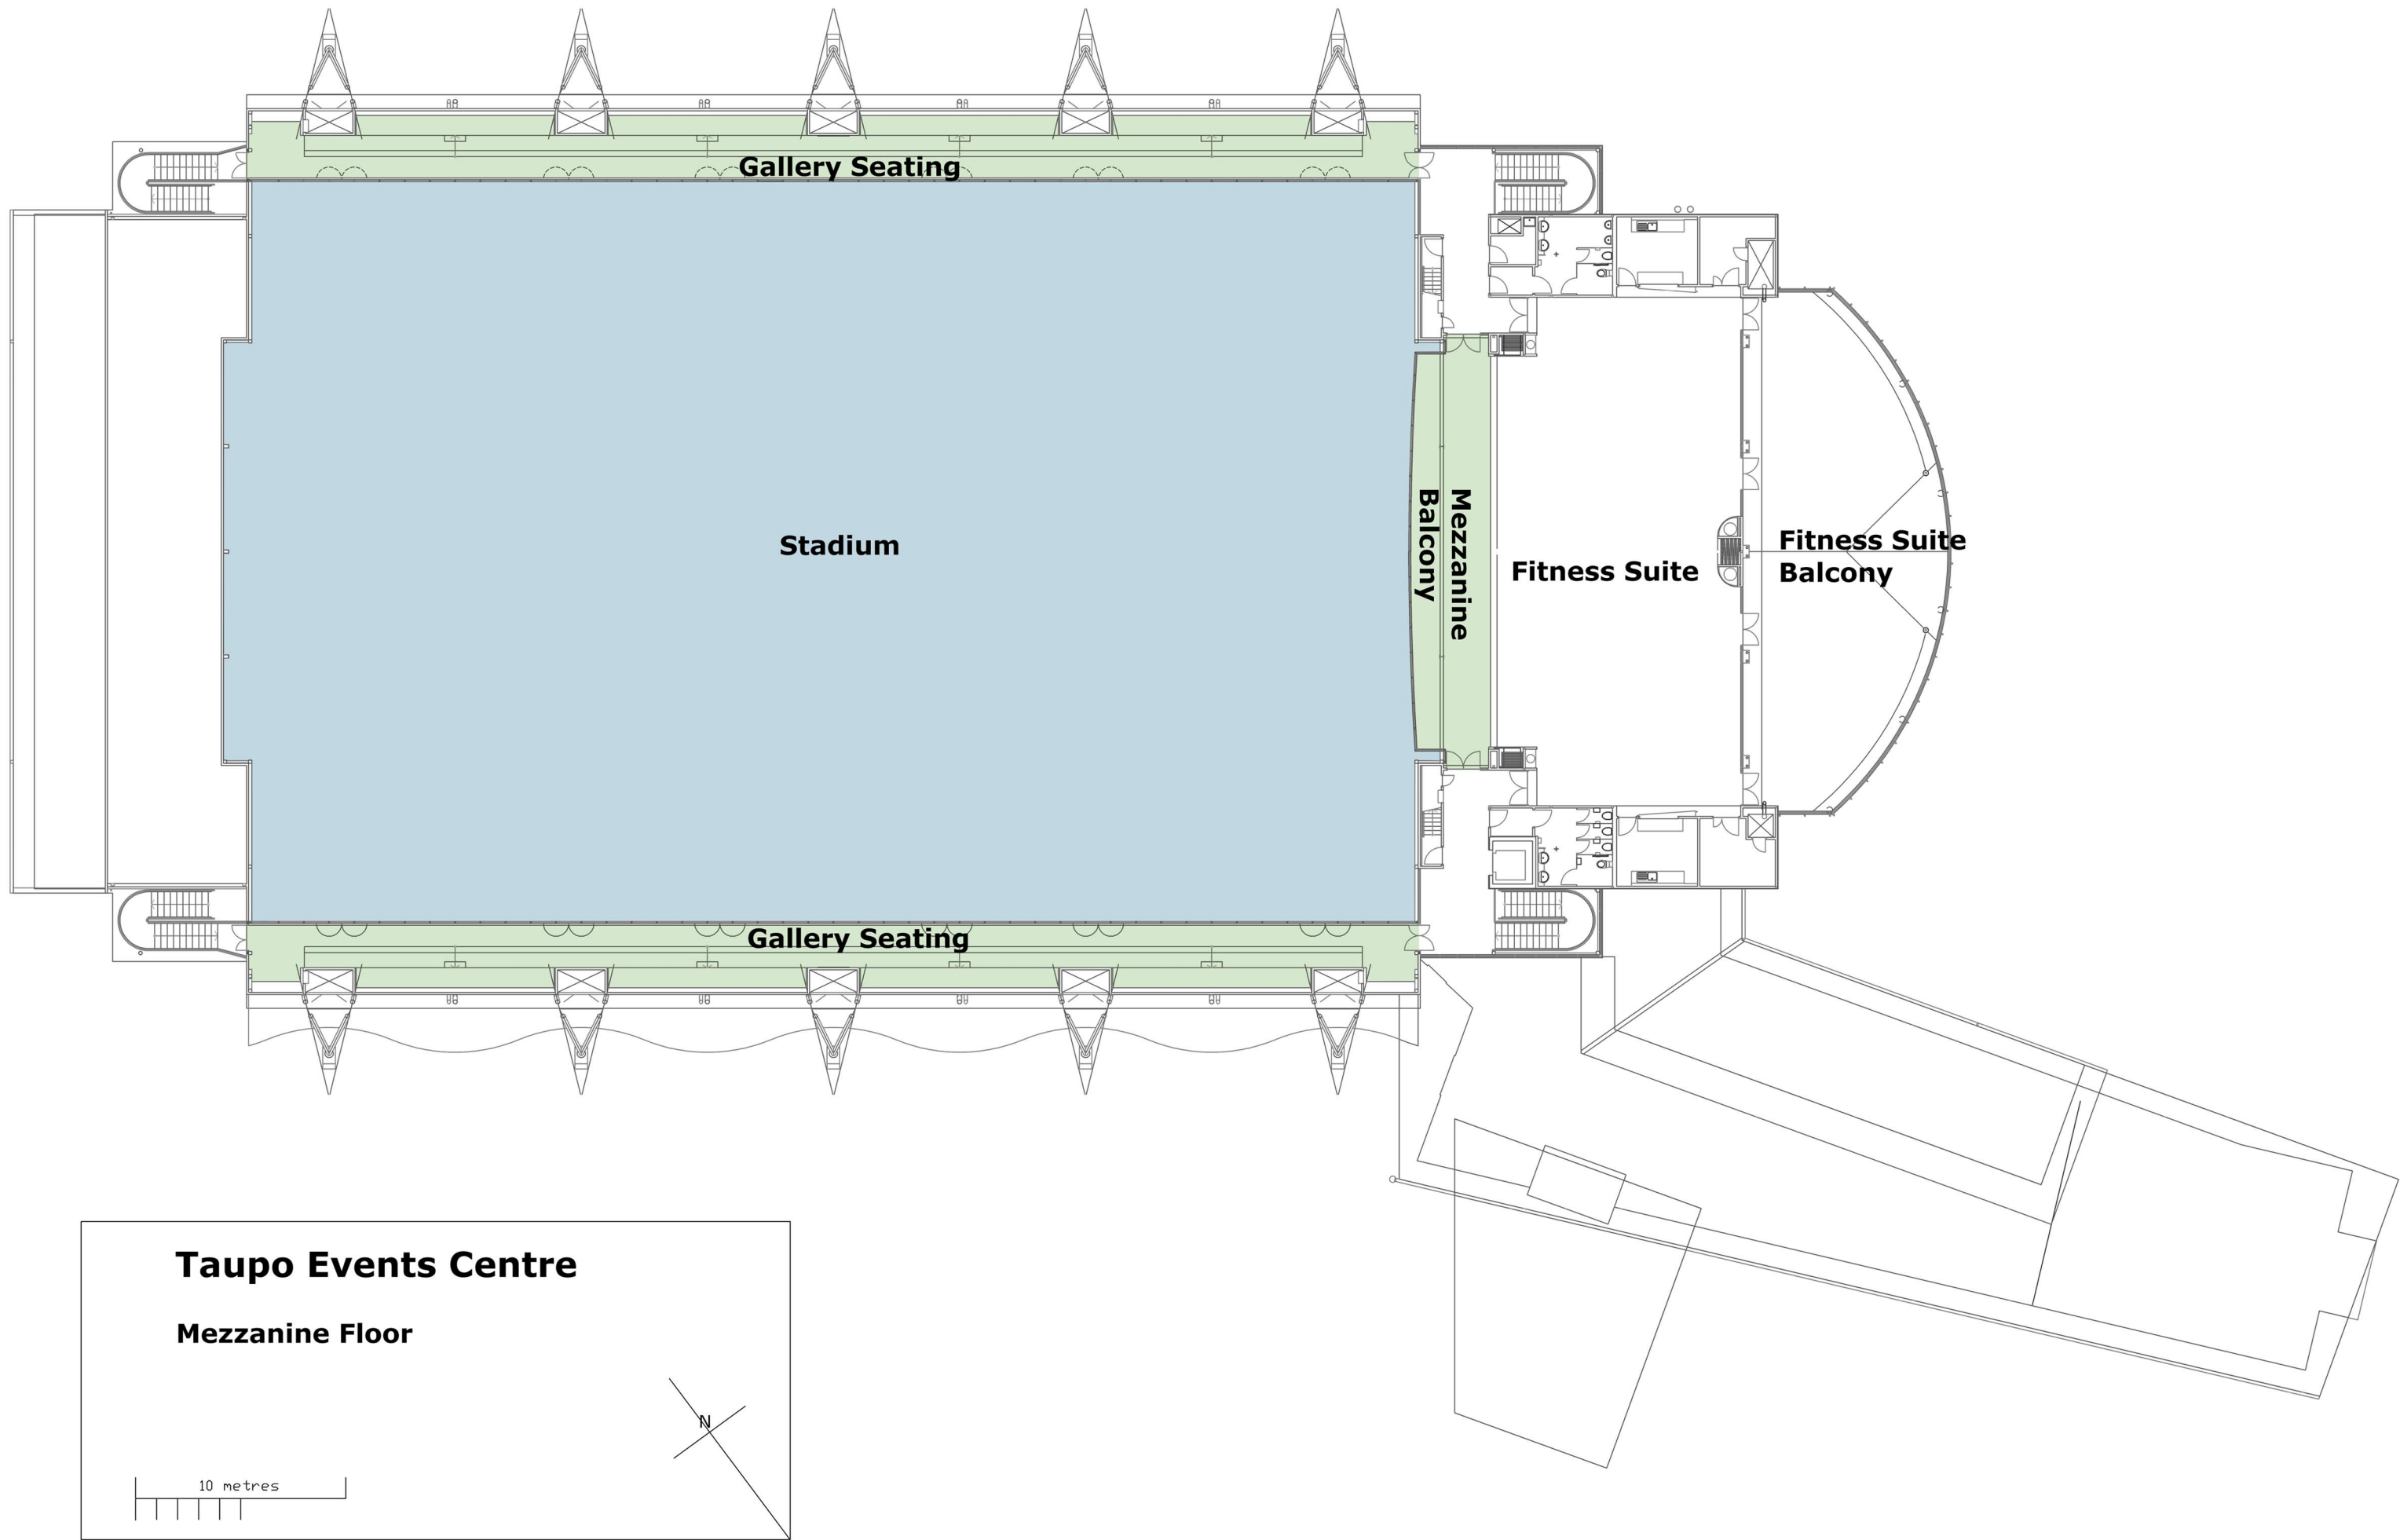 Gallery Seating
Stadium
Balcony
Mezzanine
Fitness Suite
Fitness Suite
Balcony
Gallery Seating
Taupo Events Centre
Mezzanine Floor
N
10 metres